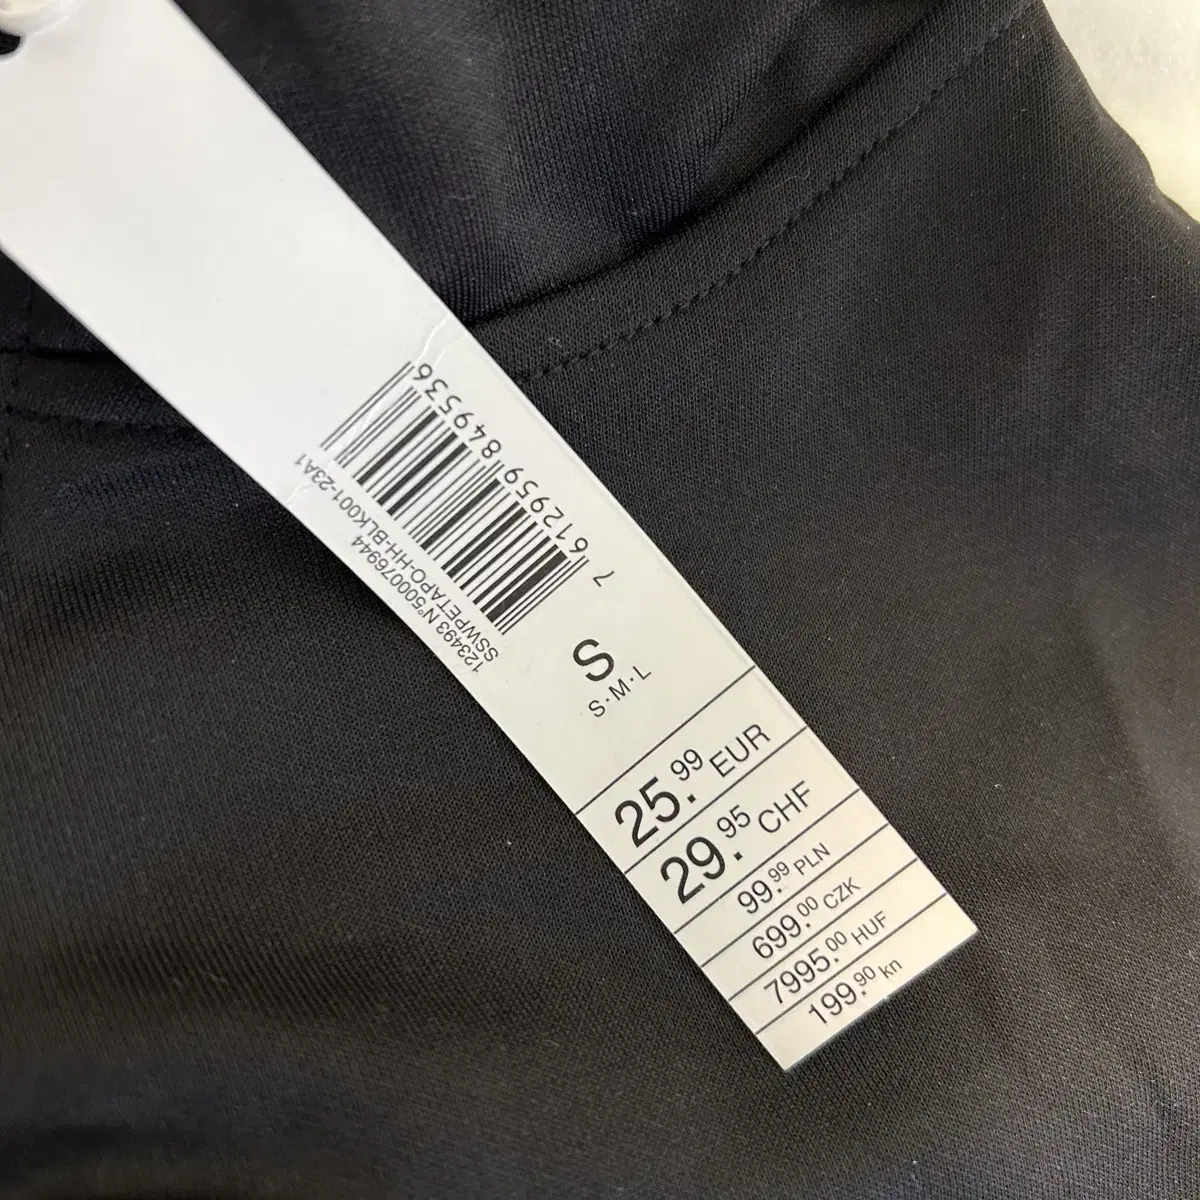 7 612959 849536
SSWPETAPO-HH-BLK001-23A1
123493 N°500076944
S
S·M·L
25.99 EUR
29.95 CHF
99.99 PLN
699.00 CZK
7995.00 HUF
199.90 kn